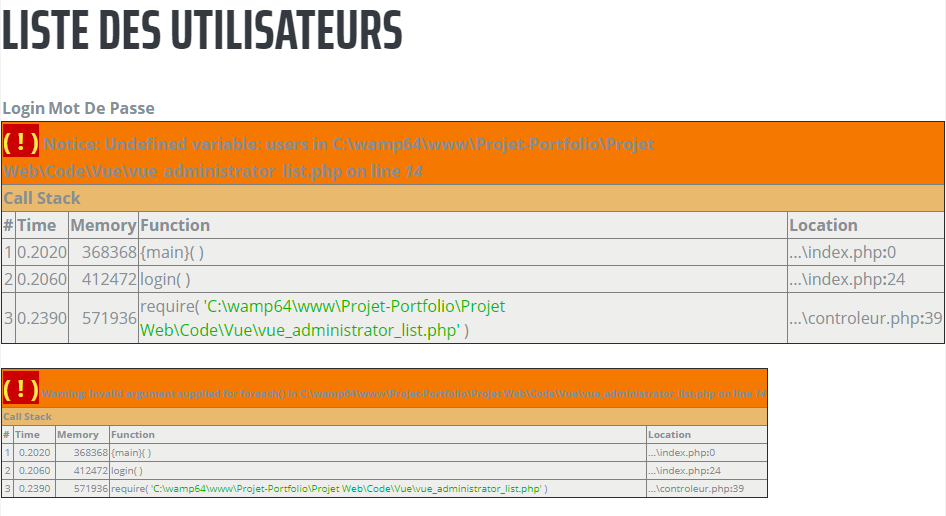 LISTE DES UTILISATEURS
Login Mot De Passe
( ! ) Notice: Undefined variable: users in C:\wamp64\www\Projet-Portfolio\Projet
Web\Code\Vue\vue_administrator_list.php on line 14
Call Stack
# Time Memory Function Location
1 0.2020 368368 {main}( ) ...\index.php:0
2 0.2060 412472 login( ) ...\index.php:24
3 0.2390 571936 require( 'C:\wamp64\www\Projet-Portfolio\Projet
Web\Code\Vue\vue_administrator_list.php' ) ...\controleur.php:39
( ! ) Warning: Invalid argument supplied for foreach() in C:\wamp64\www\Projet-Portfolio\Projet Web\Code\Vue\vue_administrator_list.php on line 14
Call Stack
# Time Memory Function Location
1 0.2020 368368 {main}( ) ...\index.php:0
2 0.2060 412472 login( ) ...\index.php:24
3 0.2390 571936 require( 'C:\wamp64\www\Projet-Portfolio\Projet Web\Code\Vue\vue_administrator_list.php' ) ...\controleur.php:39